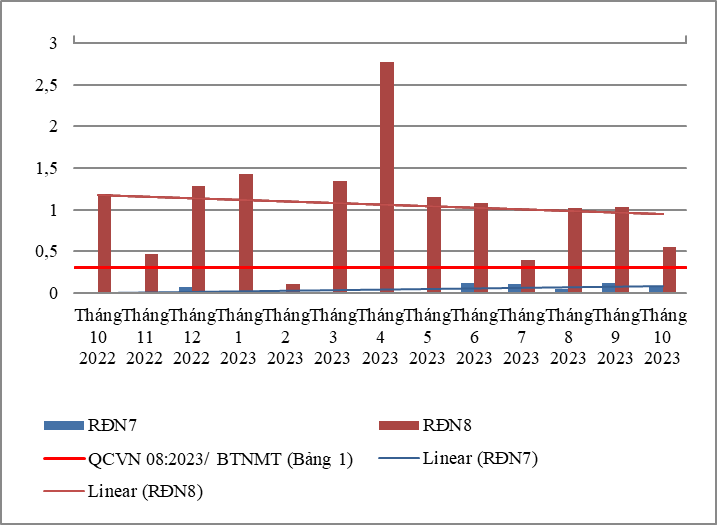 3
2,5
2
1,5
1
0,5
0
Tháng Tháng Tháng Tháng Tháng Tháng Tháng Tháng Tháng Tháng Tháng Tháng Tháng
10 11 12 1 2 3 4 5 6 7 8 9 10
2022 2022 2022 2023 2023 2023 2023 2023 2023 2023 2023 2023 2023
RĐN7 RĐN8
QCVN 08:2023/ BTNMT (Bảng 1) Linear (RĐN7)
Linear (RĐN8)